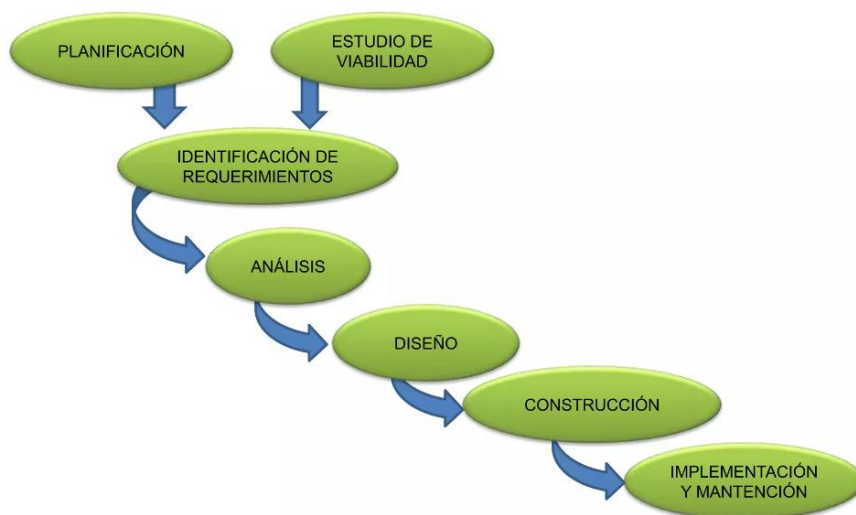 PLANIFICACIÓN
ESTUDIO DE
VIABILIDAD
IDENTIFICACIÓN DE
REQUERIMIENTOS
ANÁLISIS
DISEÑO
CONSTRUCCIÓN
IMPLEMENTACIÓN
Y MANTENCIÓN